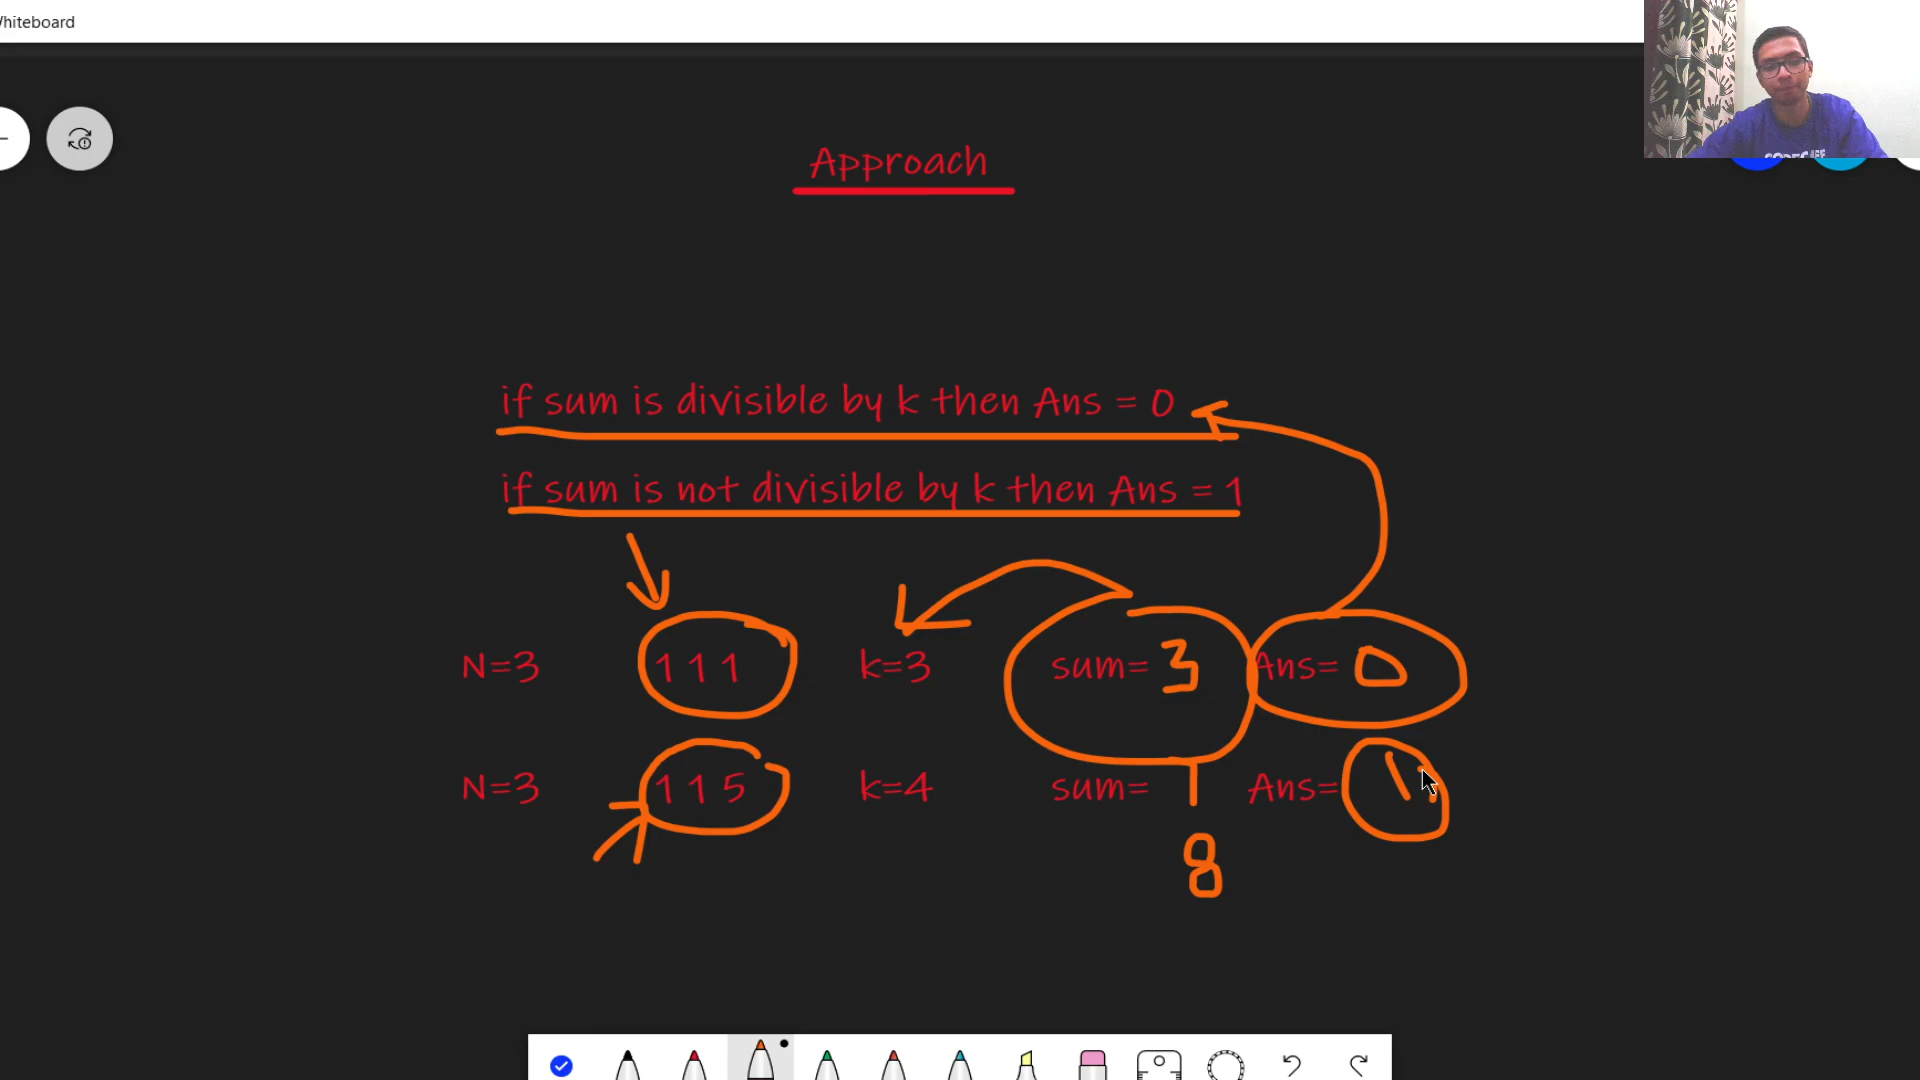 Whiteboard
Approach
if sum is divisible by k then Ans = 0
if sum is not divisible by k then Ans = 1
N=3 1 1 1 k=3 sum= 3 Ans= 0
N=3 1 1 5 k=4 sum= Ans=
8